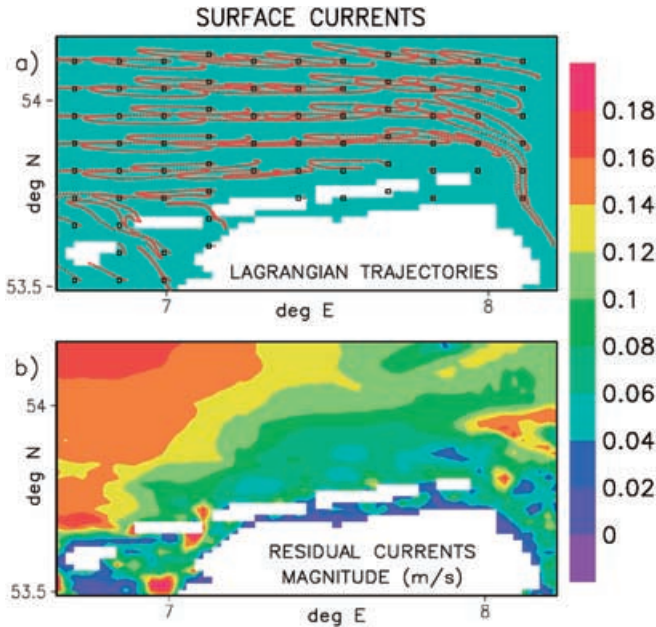 SURFACE CURRENTS
a)
54
deg N
53.5
LAGRANGIAN TRAJECTORIES
7
8
deg E
b)
54
deg N
53.5
RESIDUAL CURRENTS
MAGNITUDE (m/s)
7
8
deg E
0.18
0.16
0.14
0.12
0.1
0.08
0.06
0.04
0.02
0